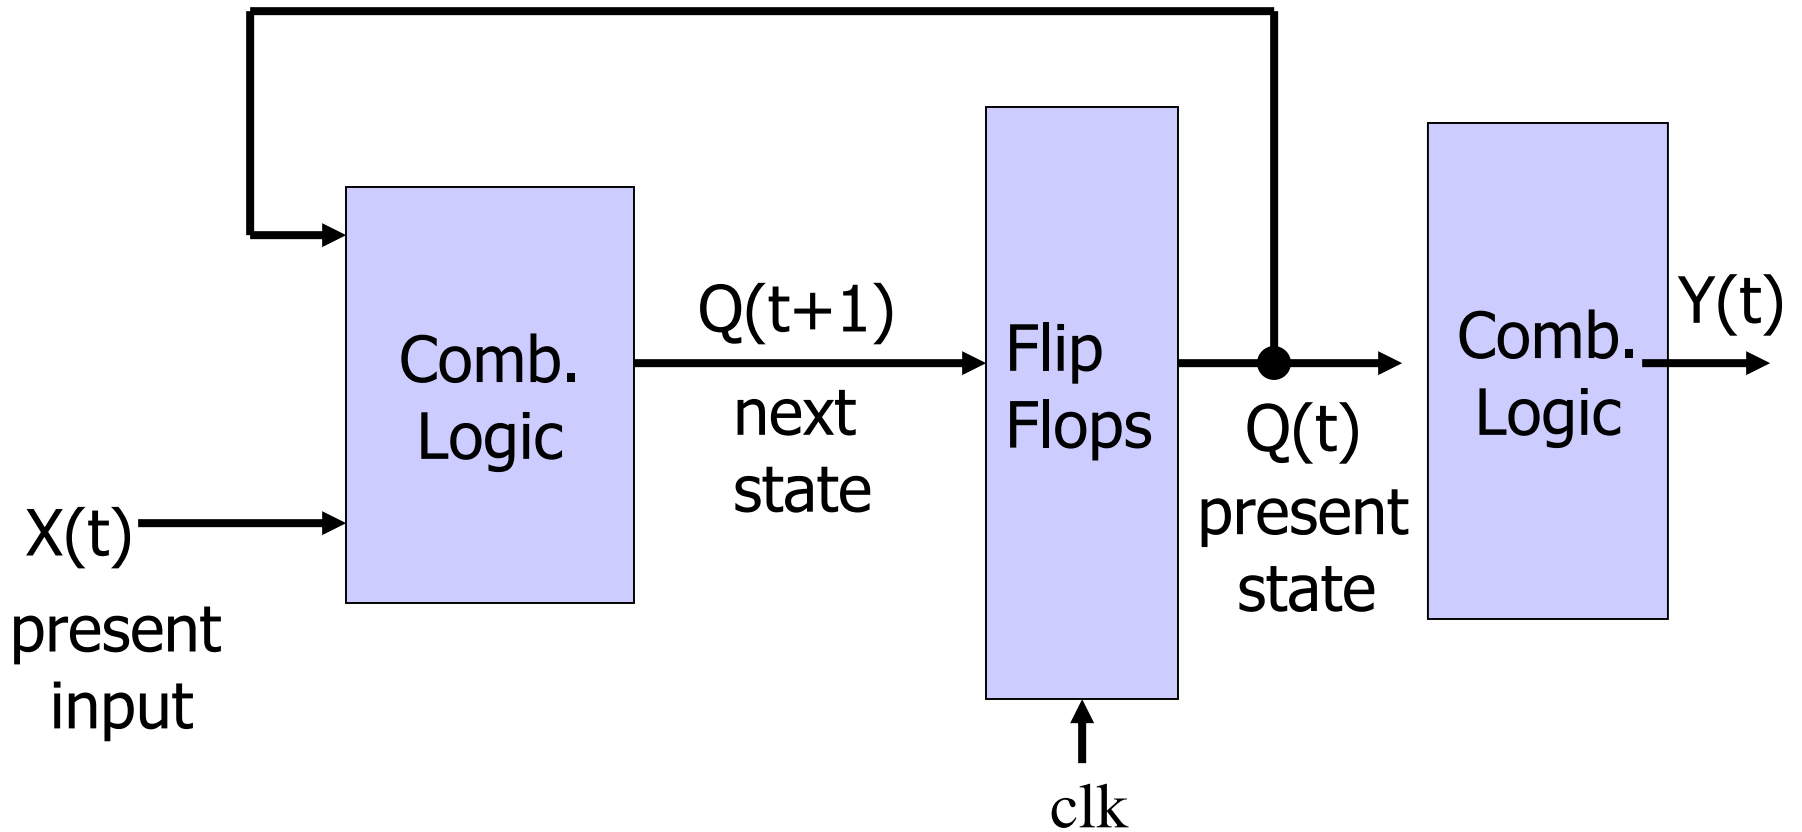 X(t)
present
input
Comb.
Logic
Q(t+1)
next
state
Flip
Flops
clk
Q(t)
present
state
Comb.
Logic
Y(t)